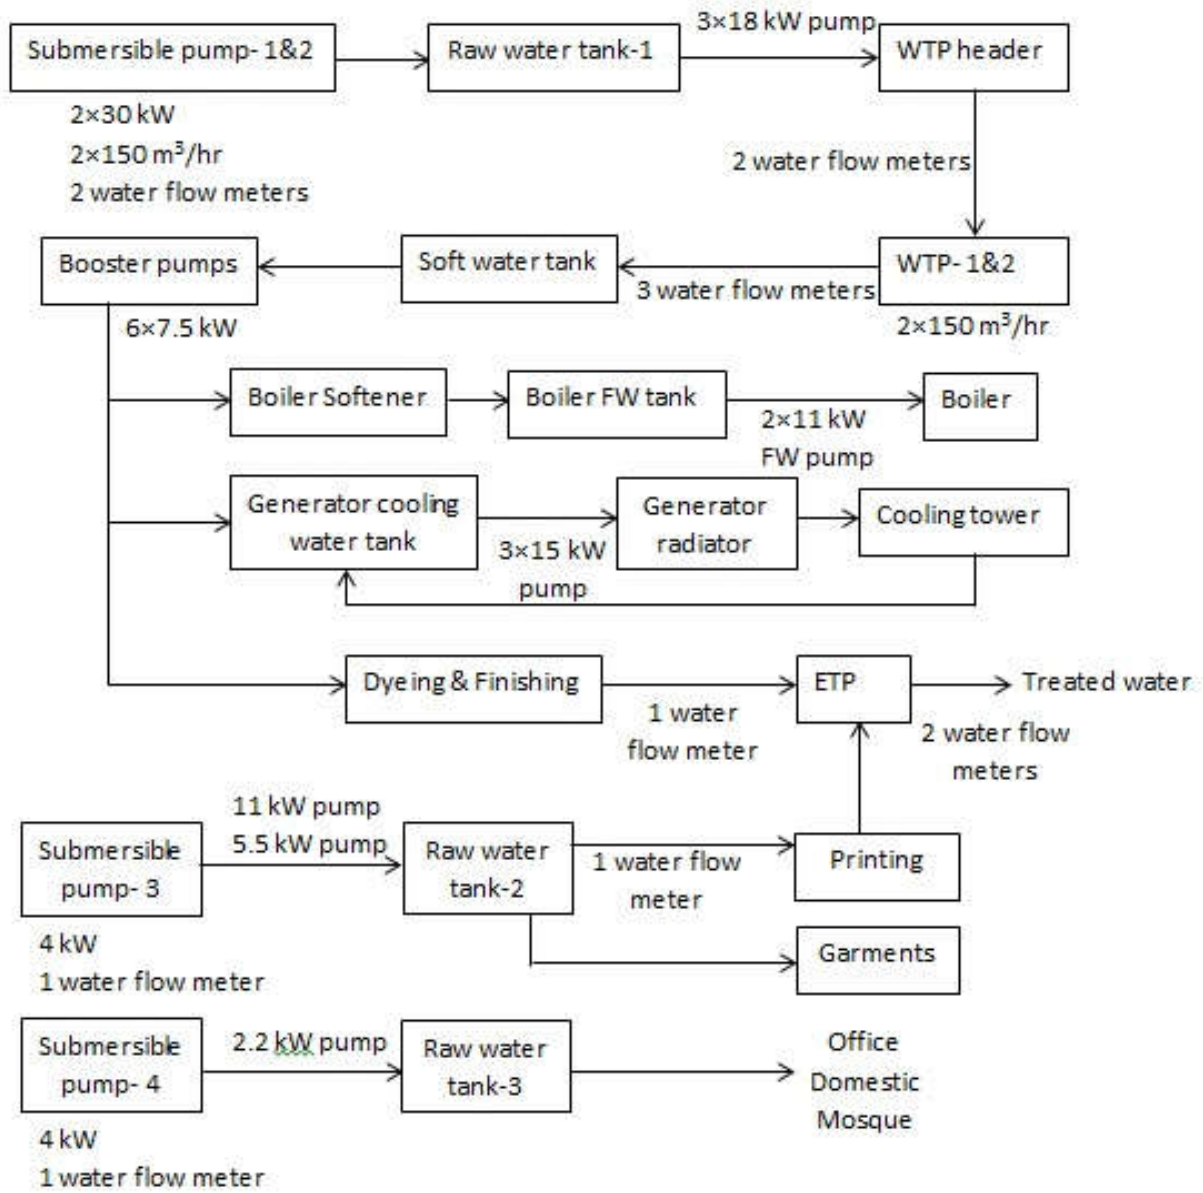 3×18 kW pump
Submersible pump- 1&2
Raw water tank-1
WTP header
2×30 kW
2×150 m³/hr
2 water flow meters
2 water flow meters
Booster pumps
Soft water tank
WTP- 1&2
3 water flow meters
6×7.5 kW
2×150 m³/hr
Boiler Softener
Boiler FW tank
Boiler
2×11 kW
FW pump
Generator cooling
water tank
Generator
radiator
Cooling tower
3×15 kW
pump
Dyeing & Finishing
ETP
Treated water
1 water
flow meter
2 water flow
meters
11 kW pump
5.5 kW pump
Submersible
pump- 3
Raw water
tank-2
1 water flow
meter
Printing
4 kW
1 water flow meter
Garments
Submersible
pump- 4
2.2 kW pump
Raw water
tank-3
Office
Domestic
Mosque
4 kW
1 water flow meter